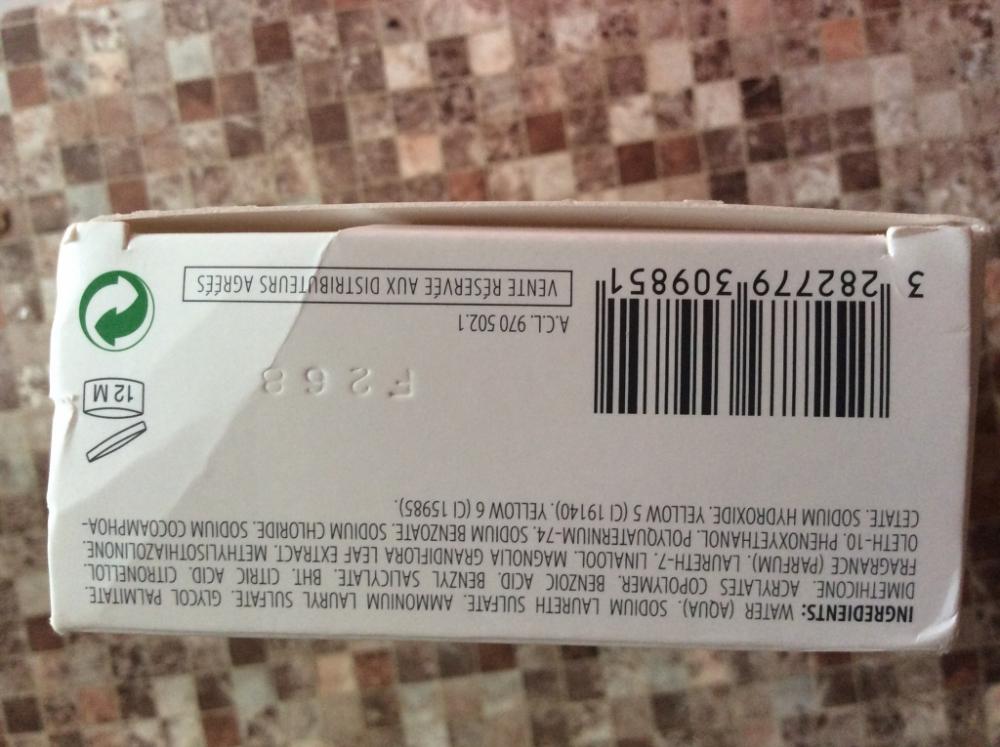 INGREDIENTS: WATER (AQUA). SODIUM LAURETH SULFATE. AMMONIUM LAURYL SULFATE. GLYCOL PALMITATE.
DIMETHICONE. ACRYLATES COPOLYMER. BENZOIC ACID. BENZYL SALICYLATE. BHT. CITRIC ACID. CITRONELLOL.
FRAGRANCE (PARFUM). LAURETH-7. LINALOOL. MAGNOLIA GRANDIFLORA LEAF EXTRACT. METHYLISOTHIAZOLINONE.
OLETH-10. PHENOXYETHANOL. POLYQUATERNIUM-74. SODIUM BENZOATE. SODIUM CHLORIDE. SODIUM COCOAMPHOA-
CETATE. SODIUM HYDROXIDE. YELLOW 5 (CI 19140). YELLOW 6 (CI 15985).
12 M
F268
A.C.L. 970 502.1
VENTE RÉSERVÉE AUX DISTRIBUTEURS AGRÉÉS
3 282779 309851